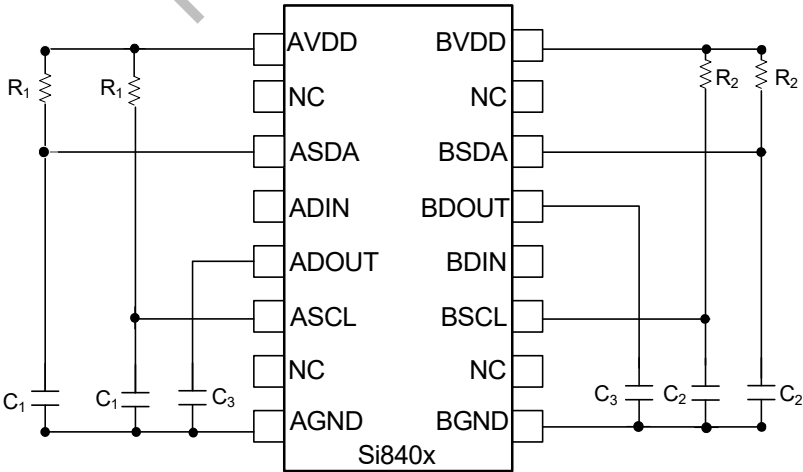 AVDD BVDD
R1 R1 R2 R2
NC NC
ASDA BSDA
ADIN BDOUT
ADOUT BDIN
ASCL BSCL
NC NC
C1 C1 C3 C3 C2 C2
AGND BGND
Si840x